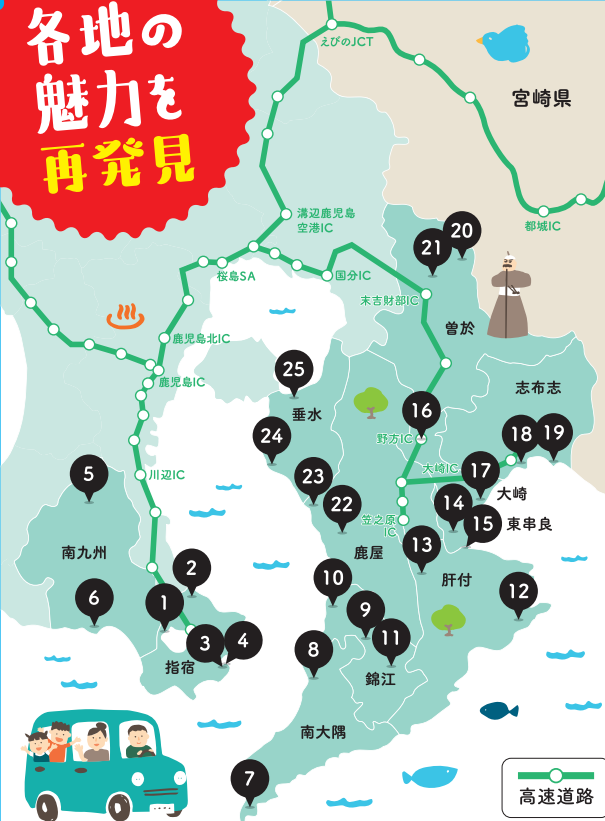 各地の
魅力を
再発見
えびのJCT
宮崎県
都城IC
溝辺鹿児島
空港IC
桜島SA
国分IC
末吉財部IC
20
21
曽於
鹿児島北IC
鹿児島IC
25
垂水
志布志
16
野方IC
24
18
19
大崎IC
17
大崎
5
川辺IC
23
22
14
15
東串良
笠之原
IC
13
南九州
鹿屋
肝付
2
10
12
6
1
9
3
4
8
11
指宿
錦江
南大隅
7
高速道路